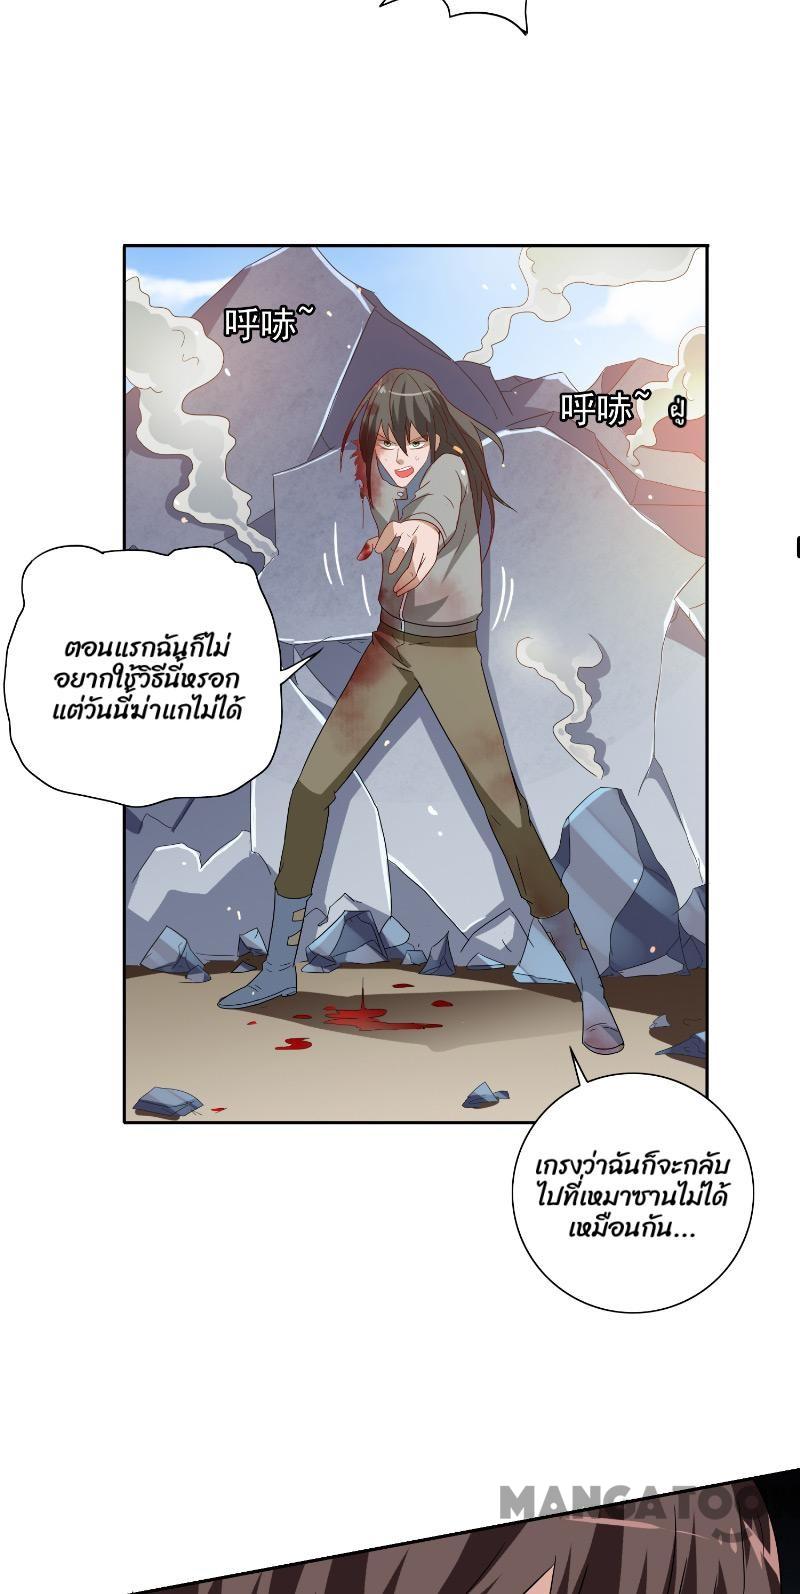 呼哧~
呼哧~ ฝู่
ตอนแรกฉันก็ไม่
อยากใช้วิธีนี้หรอก
แต่วันนี้ฆ่าแกไม่ได้
เกรงว่าฉันก็จะกลับ
ไปที่เหมาซานไม่ได้
เหมือนกัน...
MANGATOON